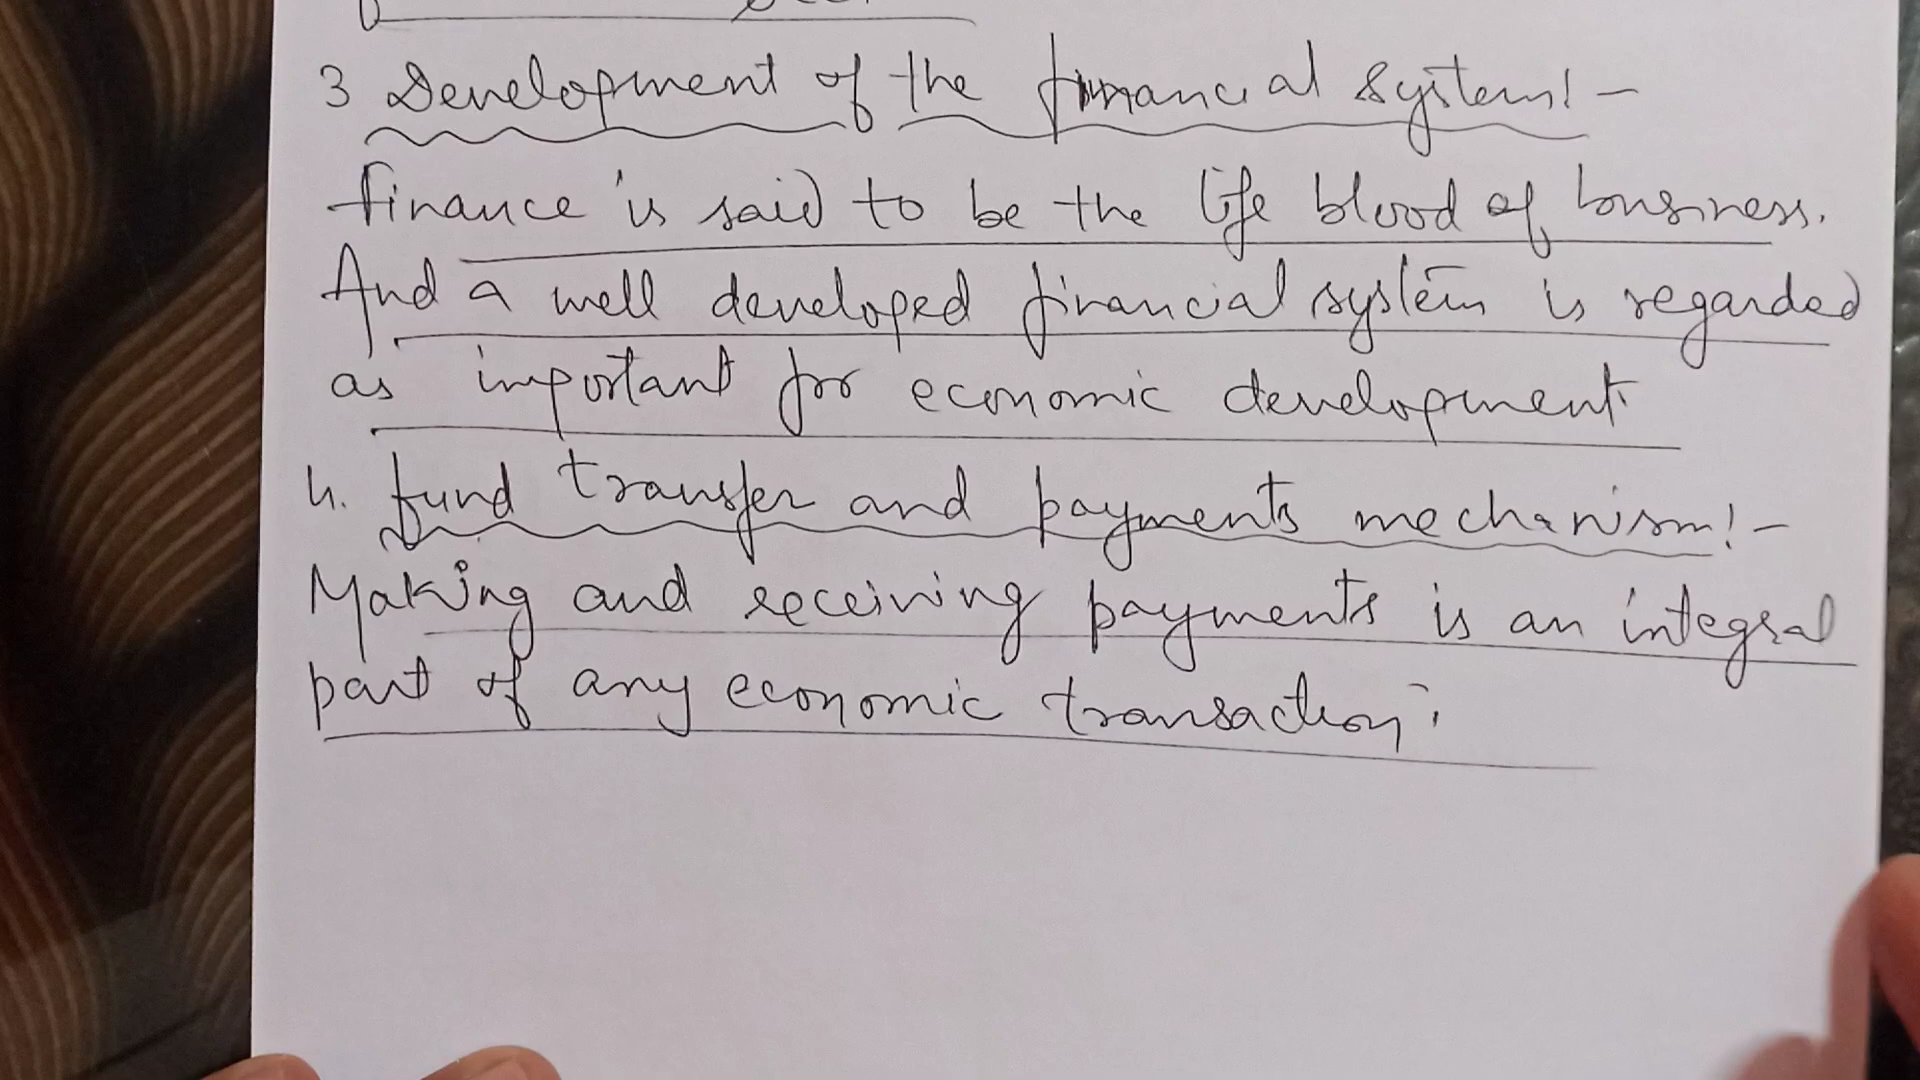 3 Development of the financial system:-
finance is said to be the life blood of business.
And a well developed financial system is regarded
as important for economic development.
4. fund transfer and payments mechanism:-
Making and receiving payments is an integral
part of any economic transaction.